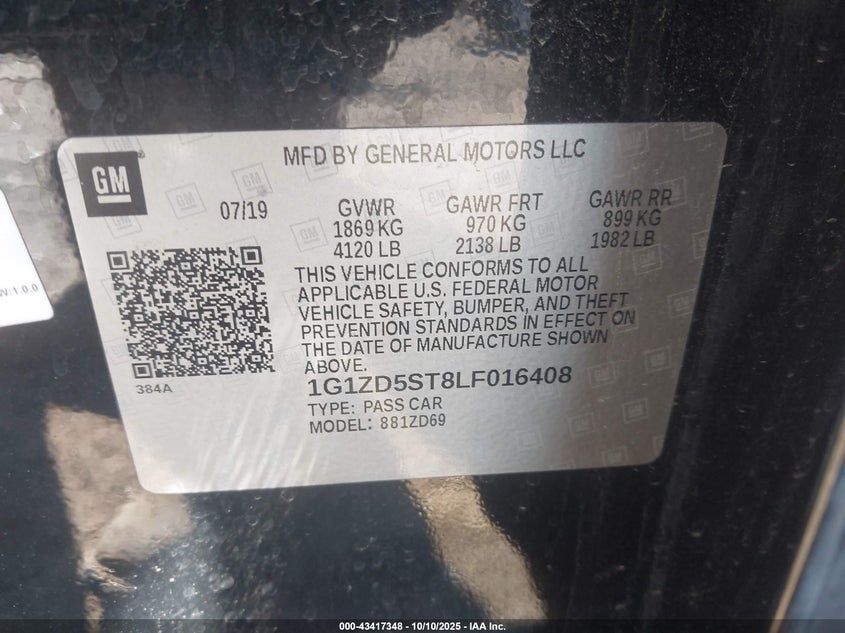 MFD BY GENERAL MOTORS LLC
GM
07/19
GVWR
1869 KG
4120 LB
GAWR FRT
970 KG
2138 LB
GAWR RR
899 KG
1982 LB
THIS VEHICLE CONFORMS TO ALL
APPLICABLE U.S. FEDERAL MOTOR
VEHICLE SAFETY, BUMPER, AND THEFT
PREVENTION STANDARDS IN EFFECT ON
THE DATE OF MANUFACTURE SHOWN
ABOVE.
384A
1G1ZD5ST8LF016408
TYPE: PASS CAR
MODEL: 881ZD69
W:1.0.0
000-43417348 - 10/10/2025 - IAA Inc.